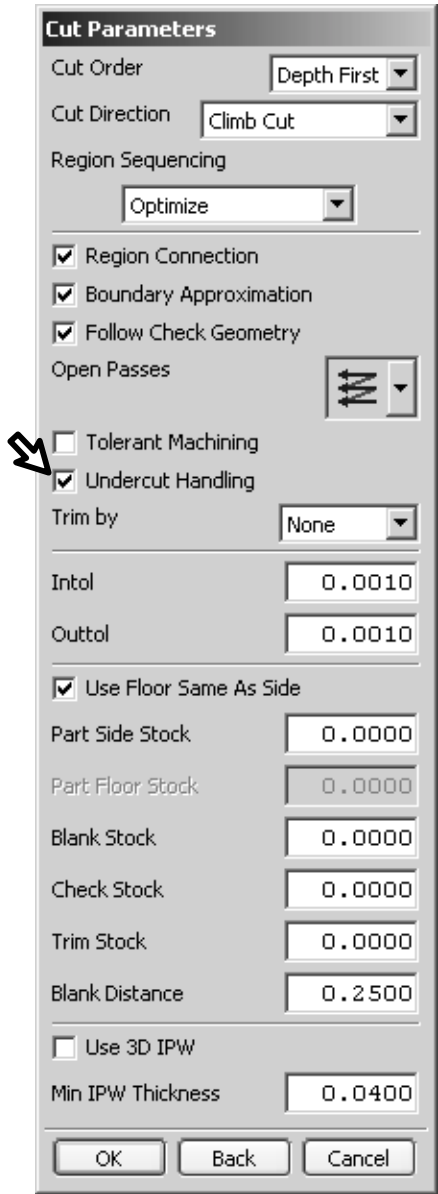 Cut Parameters
Cut Order Depth First
Cut Direction Climb Cut
Region Sequencing
Optimize
Region Connection
Boundary Approximation
Follow Check Geometry
Open Passes
Tolerant Machining
Undercut Handling
Trim by None
Intol 0.0010
Outtol 0.0010
Use Floor Same As Side
Part Side Stock 0.0000
Part Floor Stock 0.0000
Blank Stock 0.0000
Check Stock 0.0000
Trim Stock 0.0000
Blank Distance 0.2500
Use 3D IPW
Min IPW Thickness 0.0400
OK Back Cancel